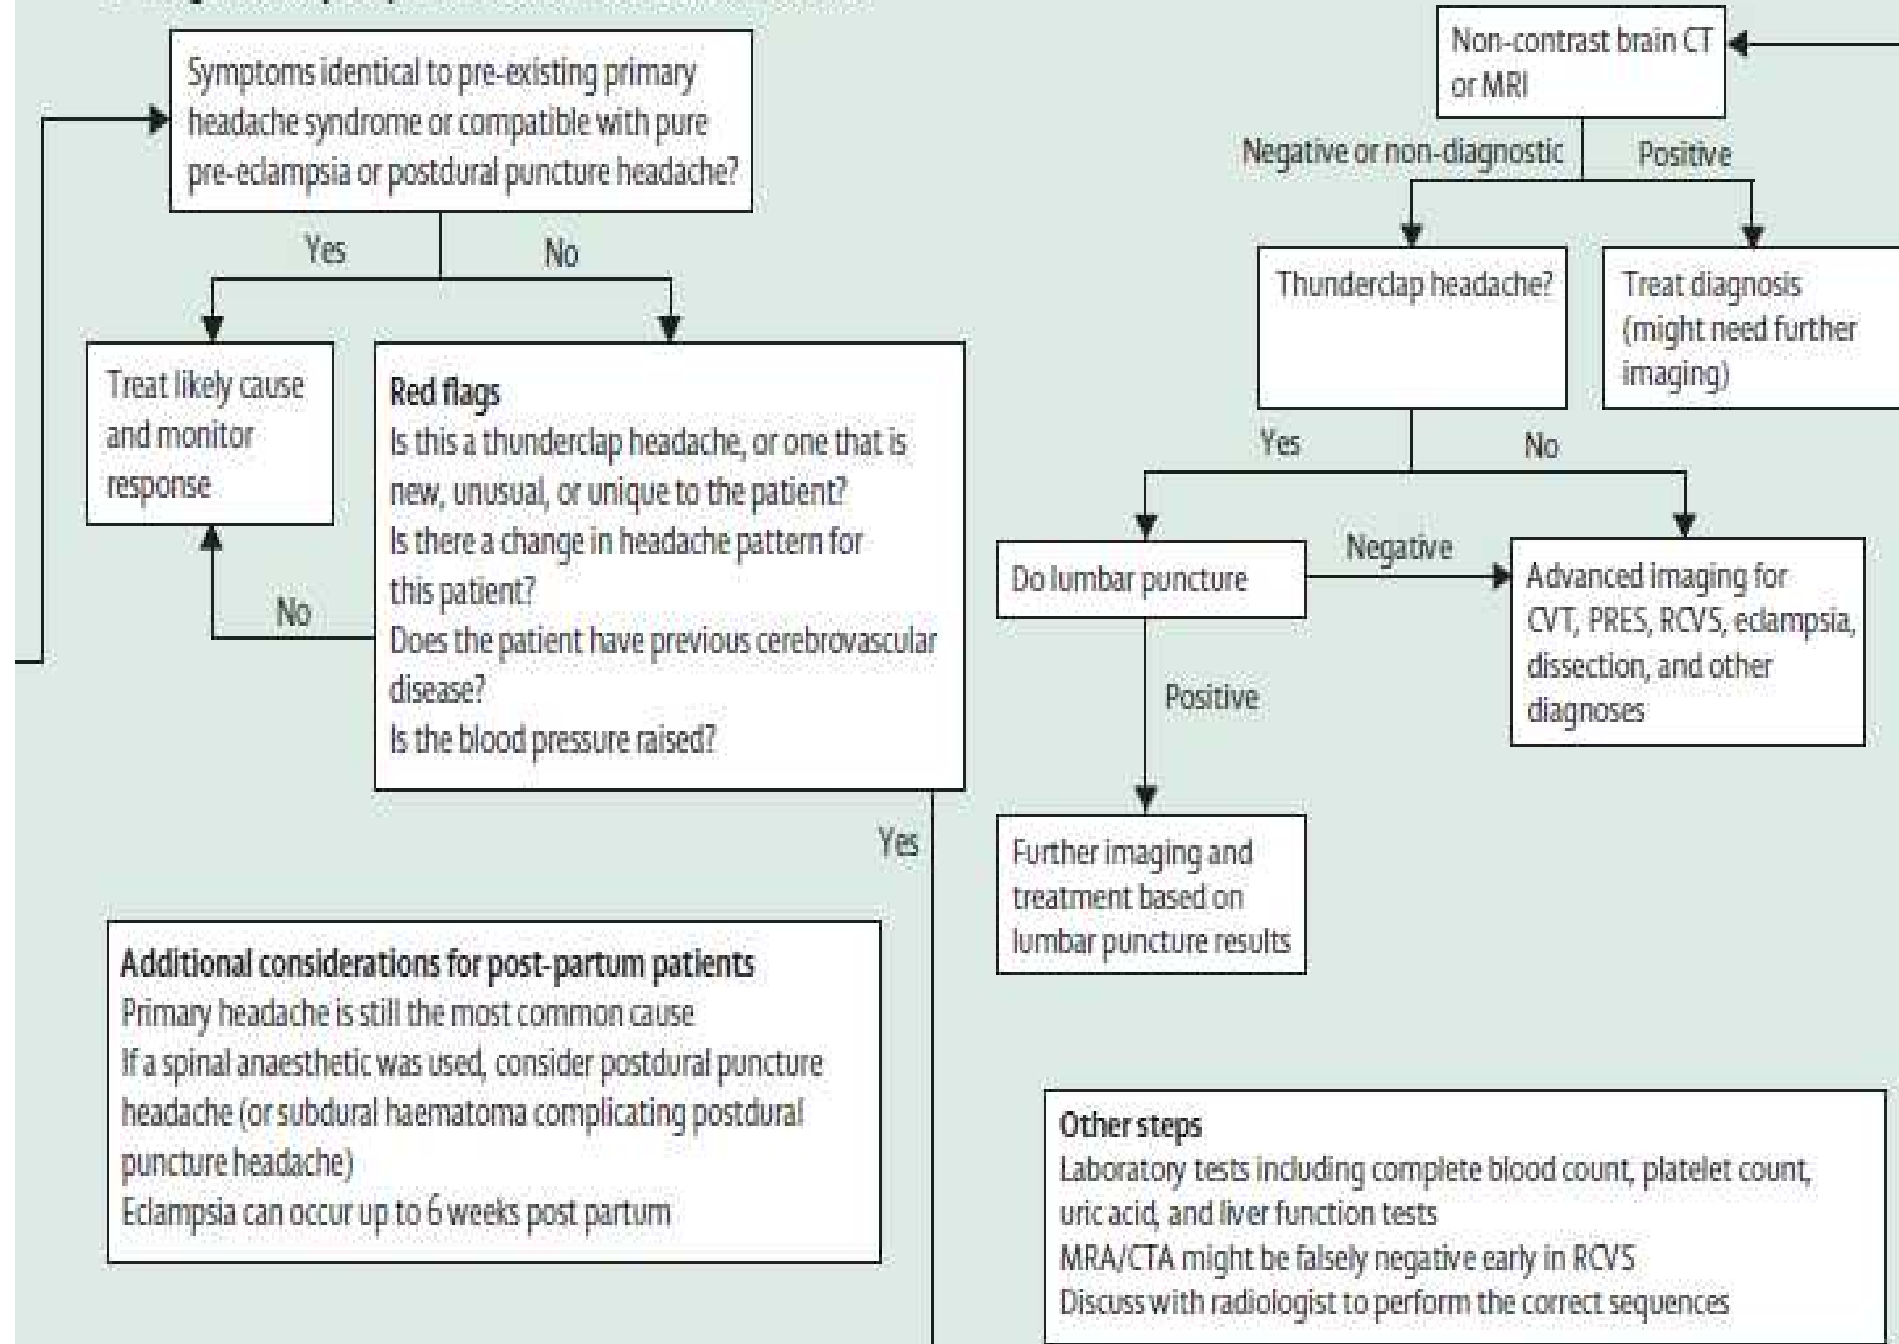 Symptoms identical to pre-existing primary
headache syndrome or compatible with pure
pre-eclampsia or postdural puncture headache?
Yes
No
Treat likely cause
and monitor
response
Red flags
Is this a thunderclap headache, or one that is
new, unusual, or unique to the patient?
Is there a change in headache pattern for
this patient?
Does the patient have previous cerebrovascular
disease?
Is the blood pressure raised?
No
Yes
Additional considerations for post-partum patients
Primary headache is still the most common cause
If a spinal anaesthetic was used, consider postdural puncture
headache (or subdural haematoma complicating postdural
puncture headache)
Eclampsia can occur up to 6 weeks post partum
Non-contrast brain CT
or MRI
Negative or non-diagnostic
Positive
Thunderclap headache?
Treat diagnosis
(might need further
imaging)
Yes
No
Do lumbar puncture
Negative
Advanced imaging for
CVT, PRES, RCVS, eclampsia,
dissection, and other
diagnoses
Positive
Further imaging and
treatment based on
lumbar puncture results
Other steps
Laboratory tests including complete blood count, platelet count,
uric acid, and liver function tests
MRA/CTA might be falsely negative early in RCVS
Discuss with radiologist to perform the correct sequences